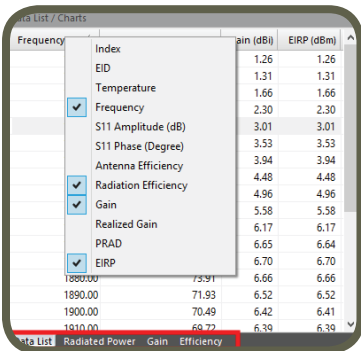 Data List / Charts
Frequency
Gain (dBi) EIRP (dBm)
Index
EID
Temperature
Frequency
S11 Amplitude (dB)
S11 Phase (Degree)
Antenna Efficiency
Radiation Efficiency
Gain
Realized Gain
PRAD
EIRP
1.26 1.26
1.31 1.31
1.66 1.66
2.30 2.30
3.01 3.01
3.53 3.53
3.94 3.94
4.48 4.48
4.96 4.96
5.58 5.58
6.17 6.17
6.65 6.64
6.70 6.70
1880.00 73.91 6.66 6.66
1890.00 71.93 6.52 6.52
1900.00 70.49 6.42 6.41
1910.00 69.72 6.39 6.39
Data List Radiated Power Gain Efficiency